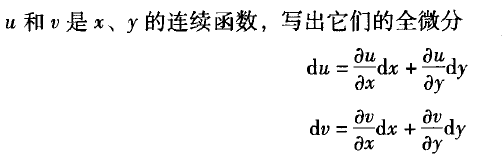 u 和 v 是 x、y 的连续函数，写出它们的全微分
du = ∂u/∂x dx + ∂u/∂y dy
dv = ∂v/∂x dx + ∂v/∂y dy